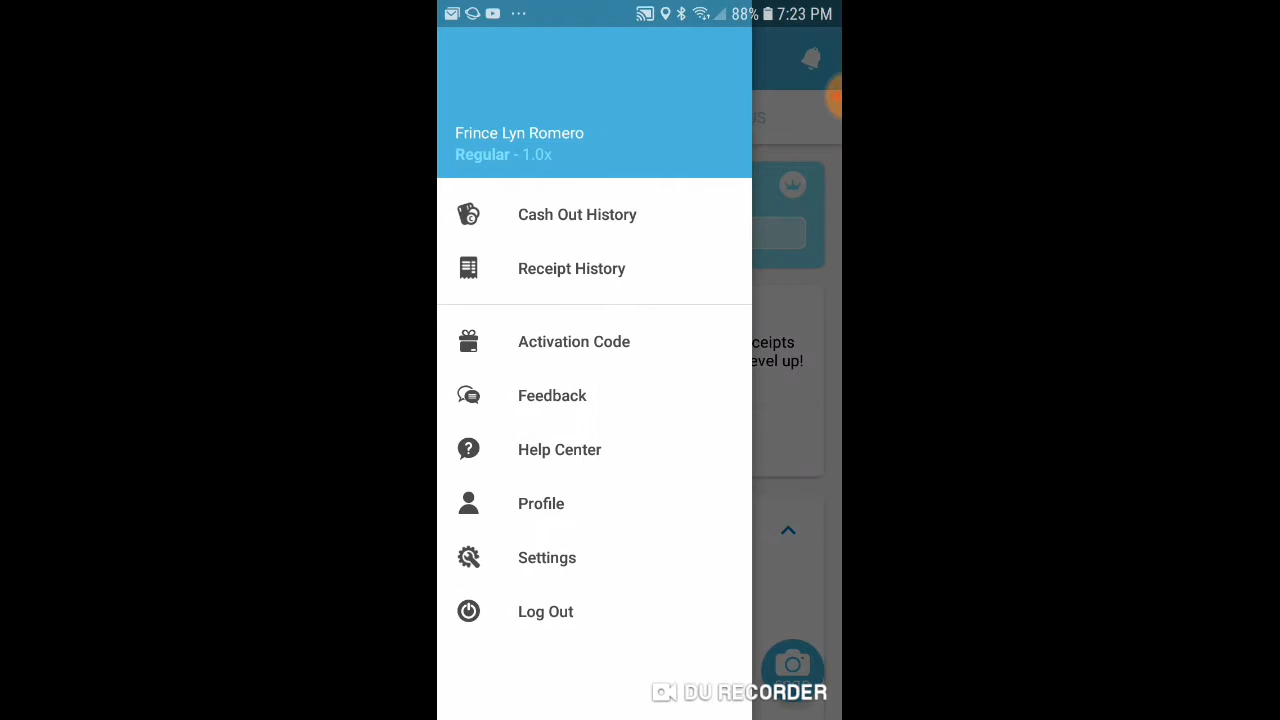 88% 7:23 PM
Frince Lyn Romero
Regular - 1.0x
Cash Out History
Receipt History
ceipts
evel up!
Activation Code
Feedback
Help Center
Profile
Settings
Log Out
DU RECORDER